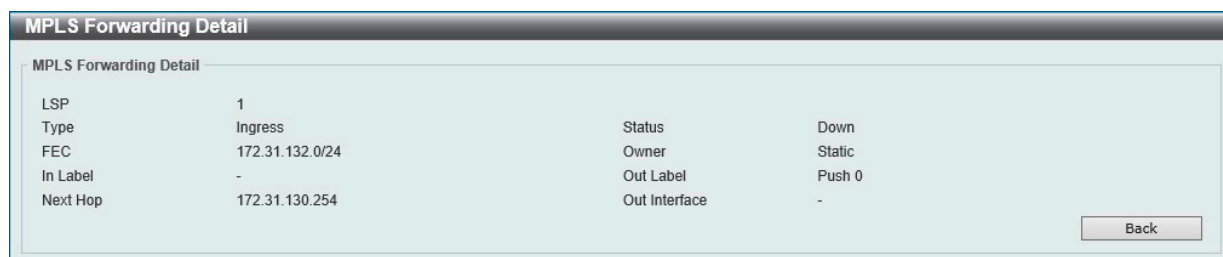 MPLS Forwarding Detail
MPLS Forwarding Detail
LSP 1
Type Ingress Status Down
FEC 172.31.132.0/24 Owner Static
In Label - Out Label Push 0
Next Hop 172.31.130.254 Out Interface -
Back